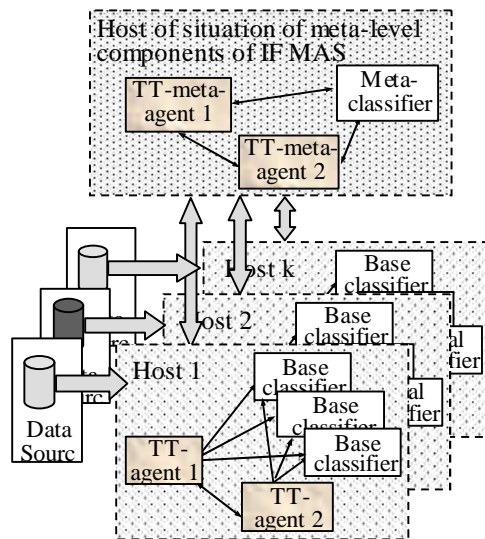 Host of situation of meta-level
components of IF MAS
TT-meta-
agent 1
Meta-
classifier
TT-meta-
agent 2
Host k
Base
classifier
ost 2
Base
classifier
Host 1
Base
classifier
Base
classifier
Base
classifier
Data
Sourc
TT-
agent 1
TT-
agent 2